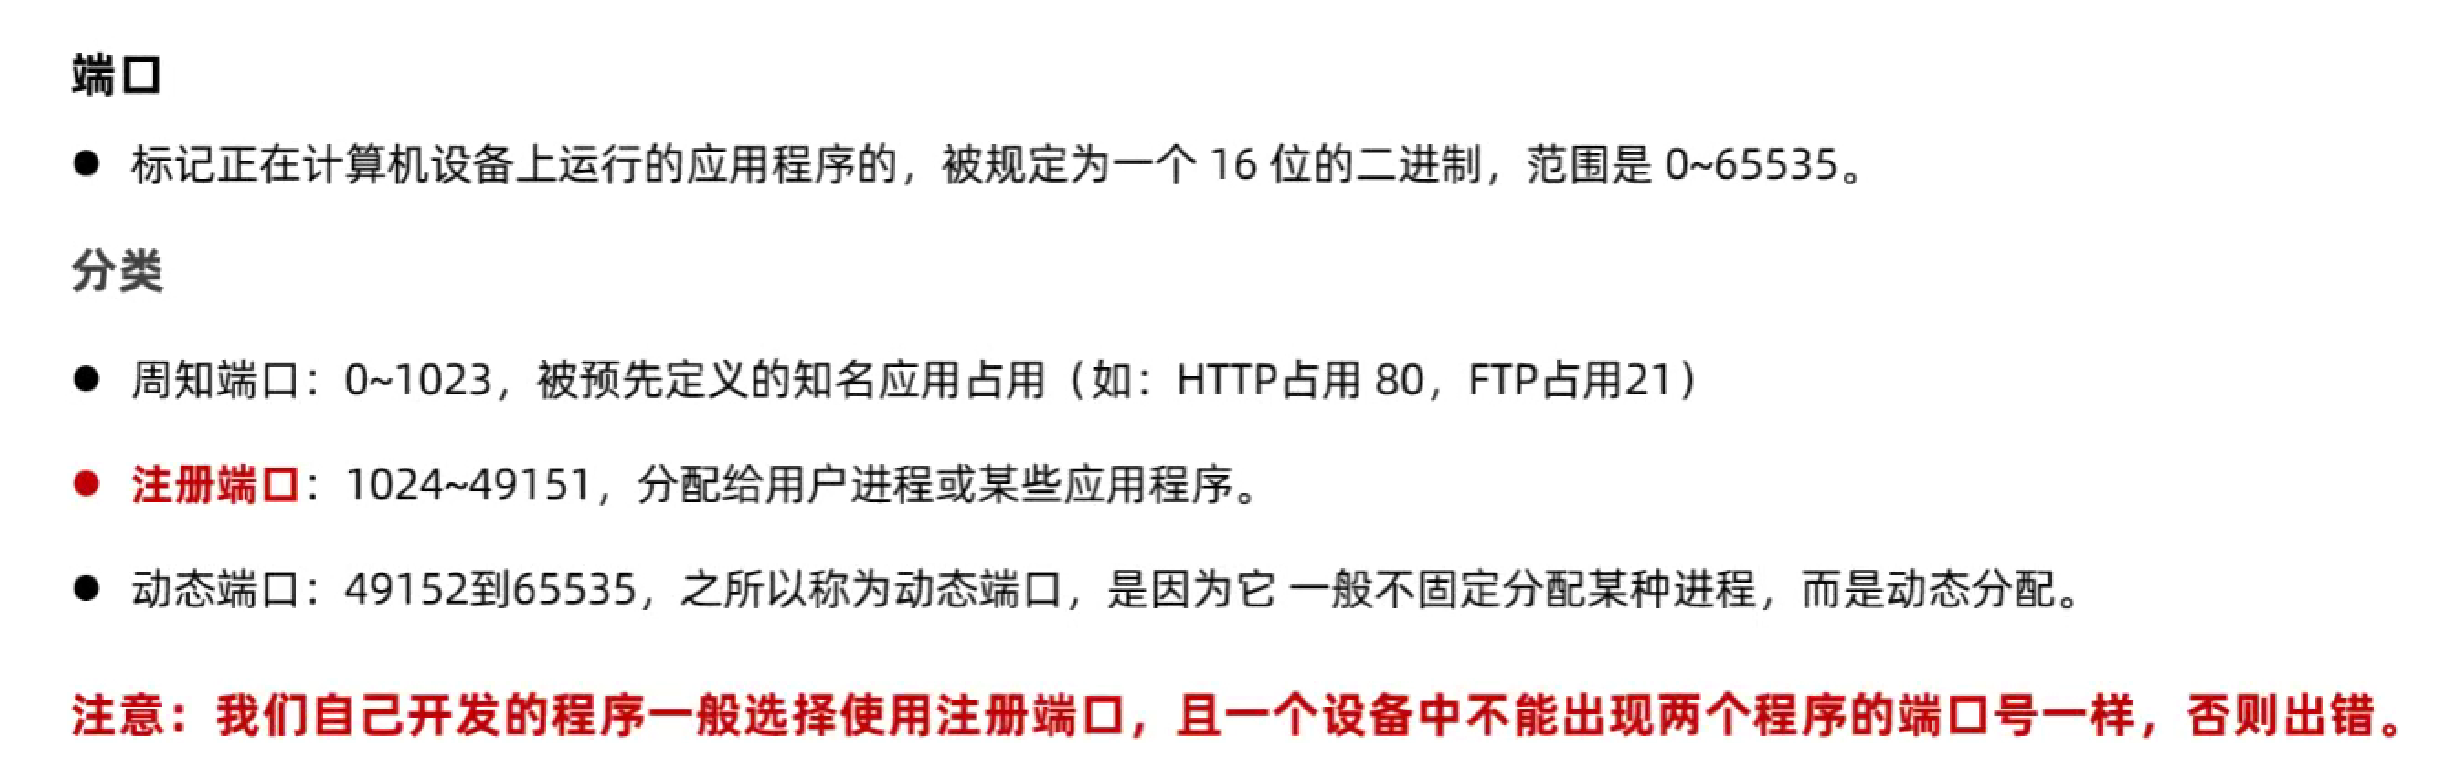 端口
● 标记正在计算机设备上运行的应用程序的，被规定为一个 16 位的二进制，范围是 0~65535。
分类
● 周知端口：0~1023，被预先定义的知名应用占用（如：HTTP占用 80，FTP占用21）
● 注册端口：1024~49151，分配给用户进程或某些应用程序。
● 动态端口：49152到65535，之所以称为动态端口，是因为它 一般不固定分配某种进程，而是动态分配。
注意：我们自己开发的程序一般选择使用注册端口，且一个设备中不能出现两个程序的端口号一样，否则出错。